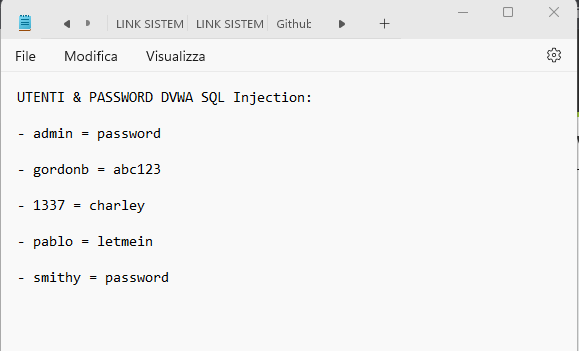 LINK SISTEM LINK SISTEM Github
File Modifica Visualizza
UTENTI & PASSWORD DVWA SQL Injection:
- admin = password
- gordonb = abc123
- 1337 = charley
- pablo = letmein
- smithy = password